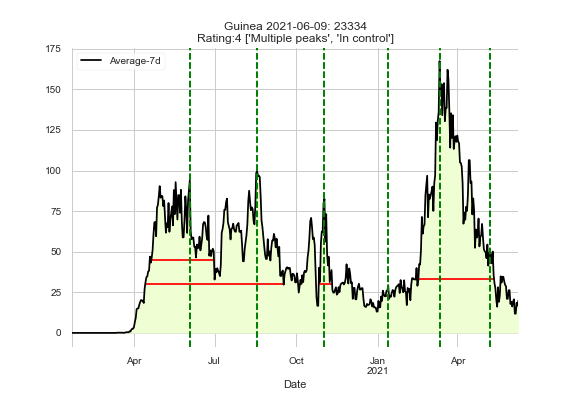 Guinea 2021-06-09: 23334
Rating:4 ['Multiple peaks', 'In control']
175
Average-7d
150
125
100
75
50
25
0
Apr Jul Oct Jan Apr
2021
Date